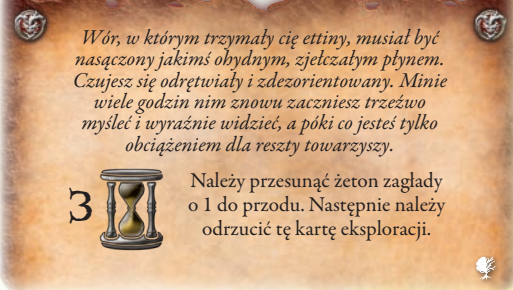 Wór, w którym trzymały cię ettiny, musiał być
nasączony jakimś ohydnym, zjełczałym płynem.
Czujesz się odrętwiały i zdezorientowany. Minie
wiele godzin nim znowu zaczniesz trzeźwo
myśleć i wyraźnie widzieć, a póki co jesteś tylko
obciążeniem dla reszty towarzyszy.
3
Należy przesunąć żeton zagłady
o 1 do przodu. Następnie należy
odrzucić tę kartę eksploracji.